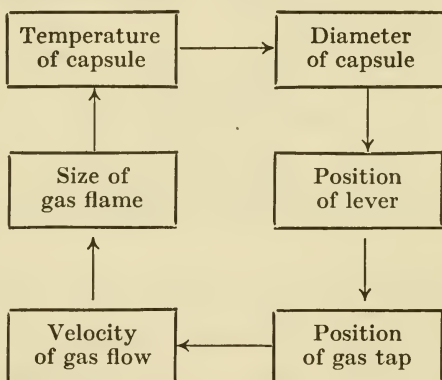 Temperature
of capsule
Diameter
of capsule
Size of
gas flame
Position
of lever
Velocity
of gas flow
Position
of gas tap